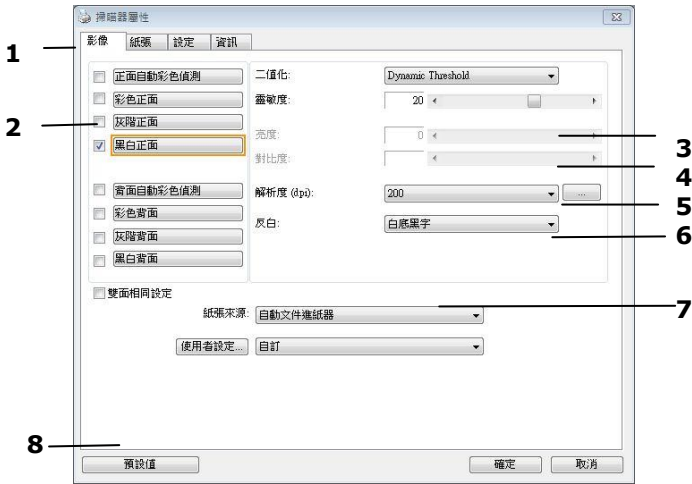 掃瞄器屬性
影像 紙張 設定 資訊
1
正面自動彩色偵測
彩色正面
2
灰階正面
黑白正面
背面自動彩色偵測
彩色背面
灰階背面
黑白背面
二值化: Dynamic Threshold
靈敏度: 20
亮度: 0
3
對比度:
4
解析度 (dpi): 200 ...
5
反白: 白底黑字
6
雙面相同設定
紙張來源: 自動文件進紙器
7
使用者設定... 自訂
8
預設值 確定 取消